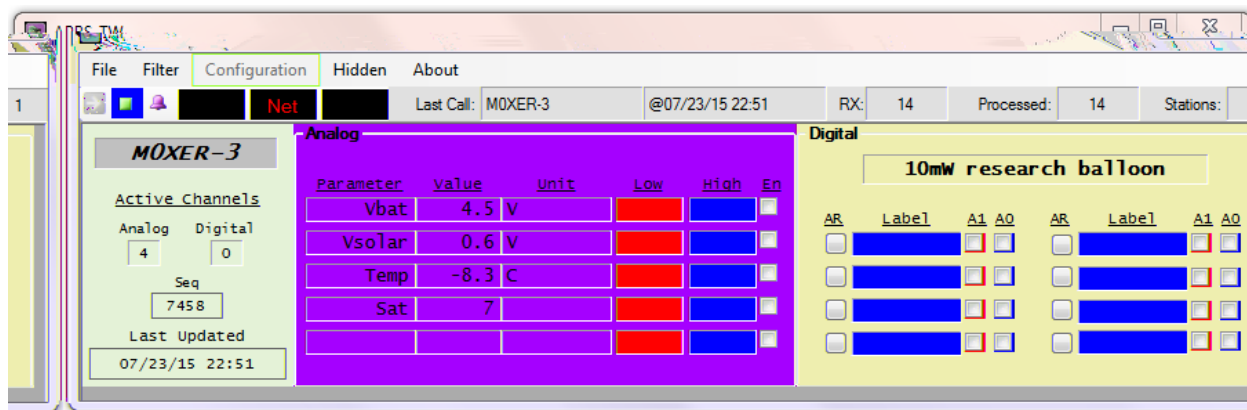 APRS_TW
File Filter Configuration Hidden About
1
Net Last Call: M0XER-3 @07/23/15 22:51 RX: 14 Processed: 14 Stations:
M0XER-3
Active Channels
Analog Digital
4 0
Seq
7458
Last Updated
07/23/15 22:51
Analog
Parameter Value Unit Low High En
Vbat 4.5 V
Vsolar 0.6 V
Temp -8.3 C
Sat 7
Digital
10mW research balloon
AR Label A1 A0 AR Label A1 A0